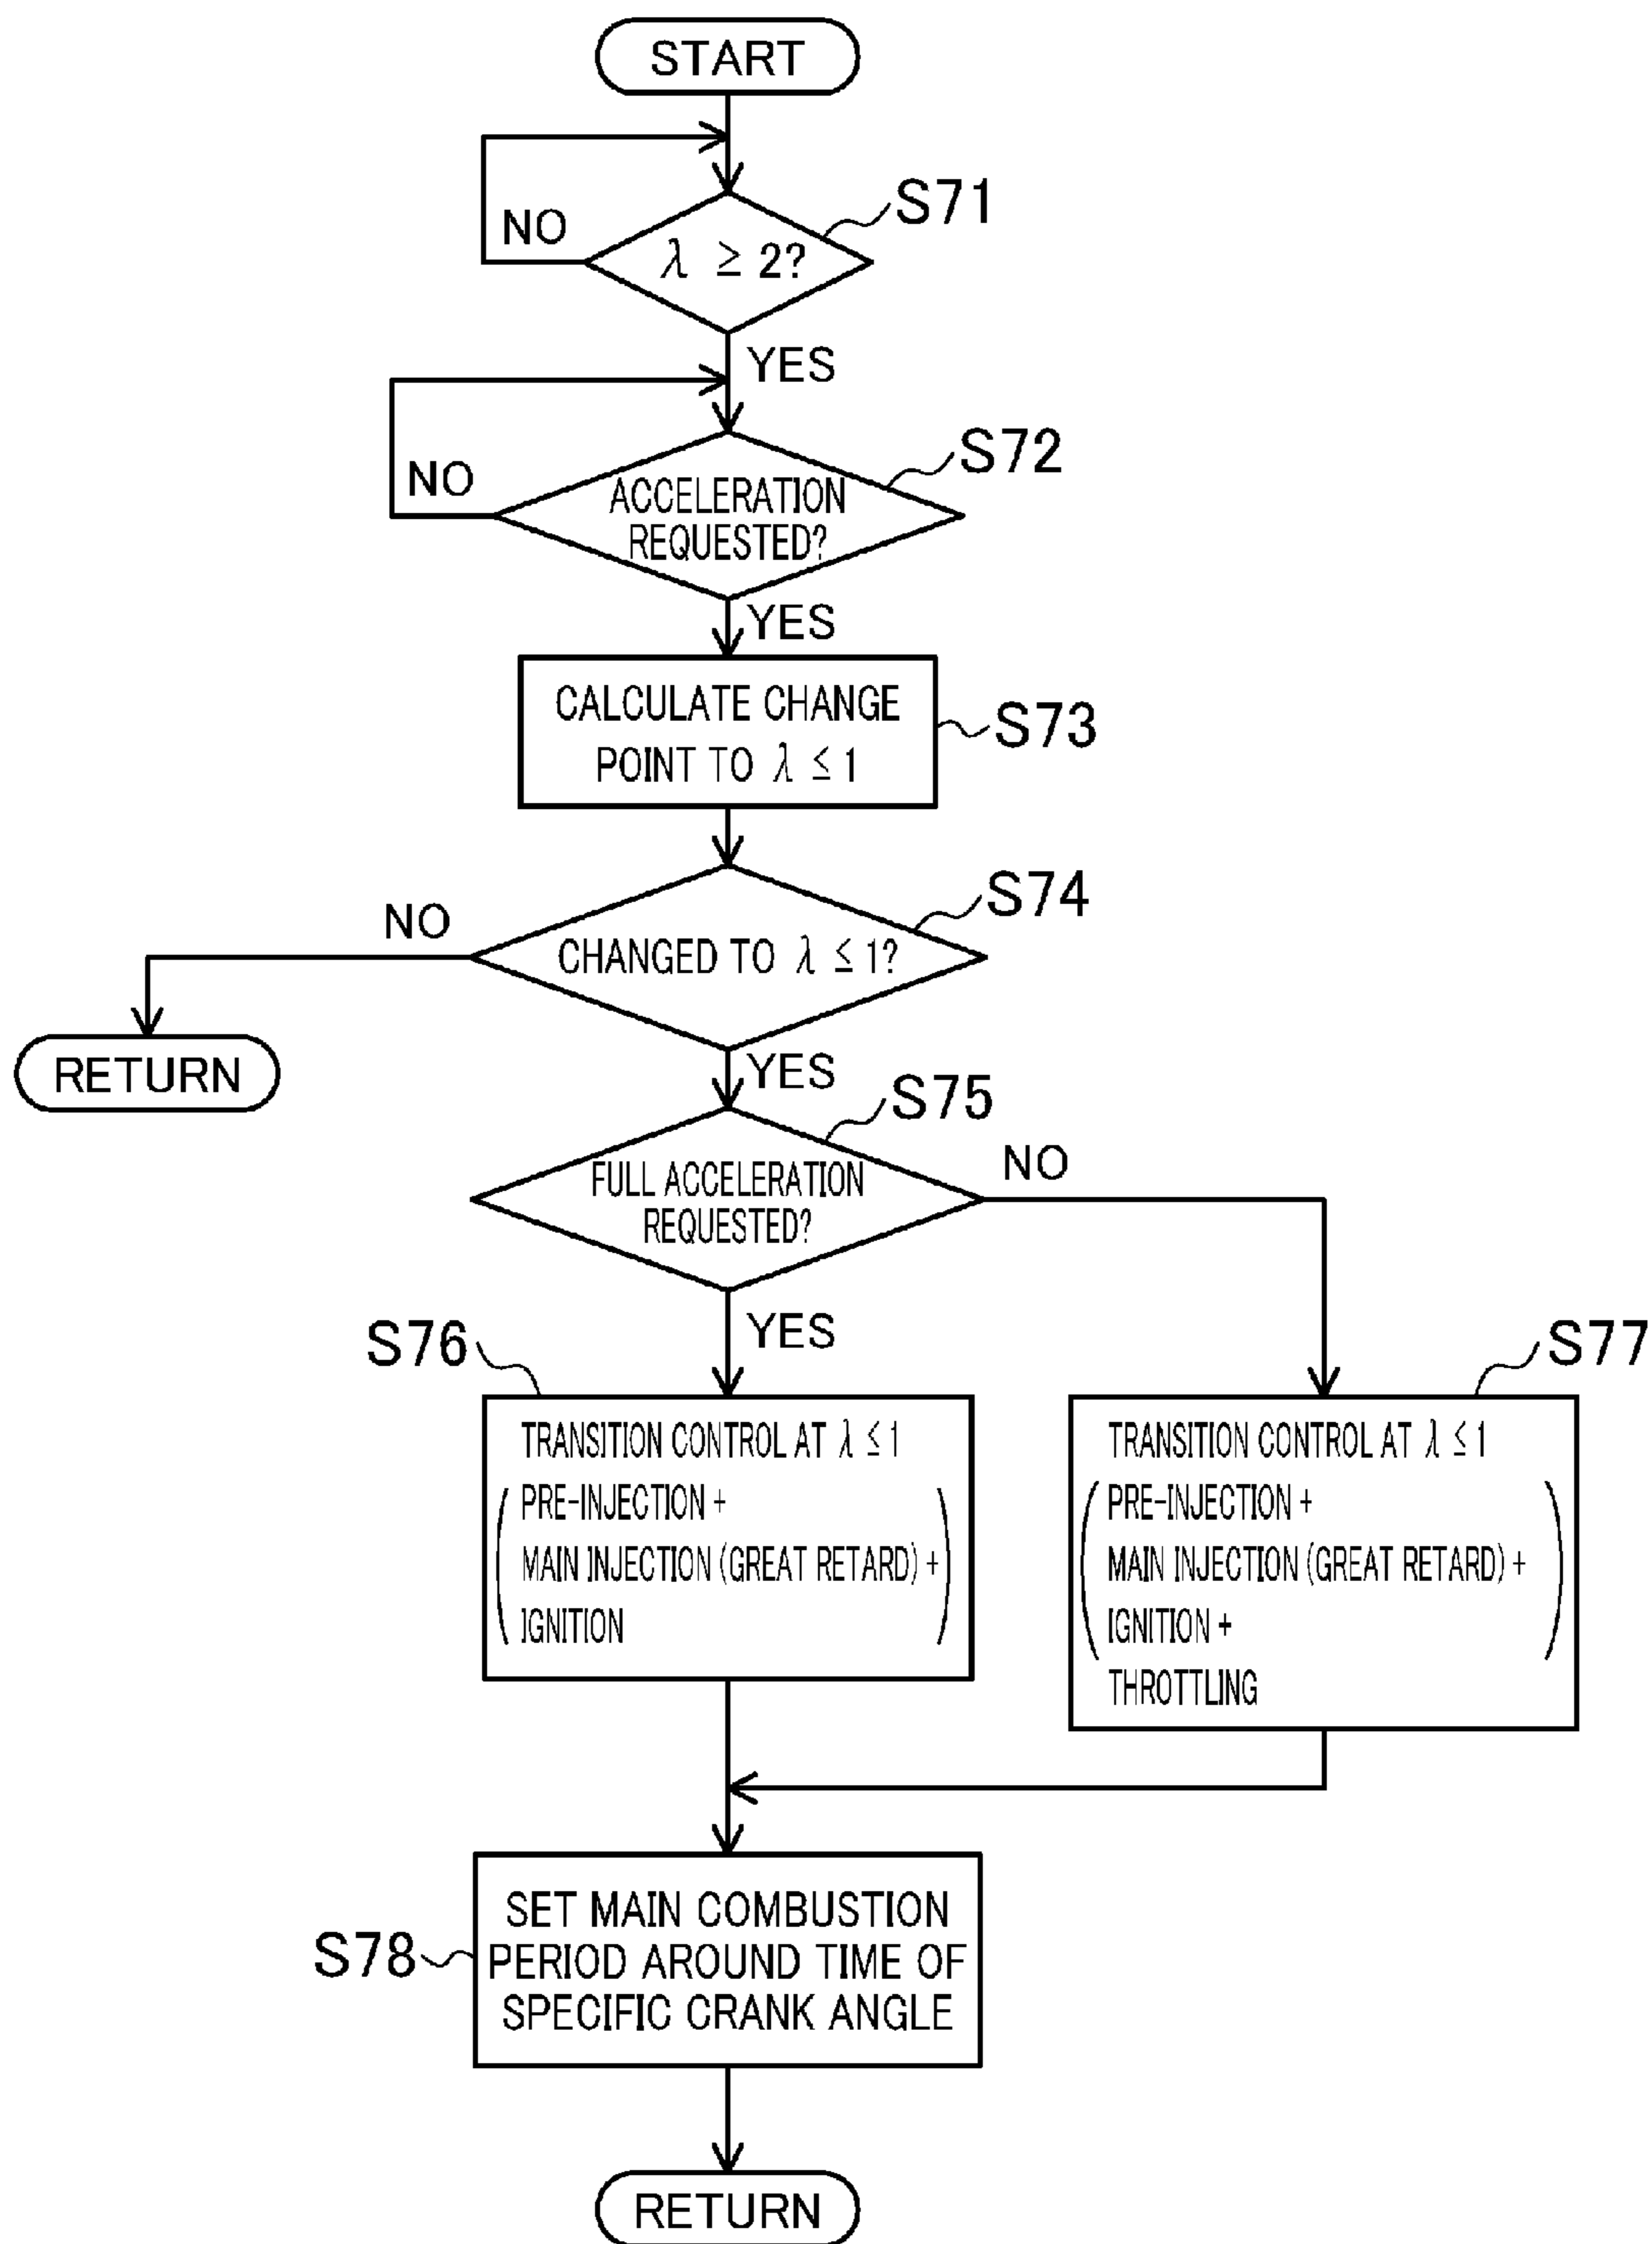 START
S71
NO
λ ≥ 2?
YES
S72
NO
ACCELERATION
REQUESTED?
YES
CALCULATE CHANGE
POINT TO λ ≤ 1
S73
S74
NO
CHANGED TO λ ≤ 1?
RETURN
YES
S75
NO
FULL ACCELERATION
REQUESTED?
YES
S76
S77
TRANSITION CONTROL AT λ ≤ 1
PRE-INJECTION +
MAIN INJECTION (GREAT RETARD) +
IGNITION
TRANSITION CONTROL AT λ ≤ 1
PRE-INJECTION +
MAIN INJECTION (GREAT RETARD) +
IGNITION +
THROTTLING
S78
SET MAIN COMBUSTION
PERIOD AROUND TIME OF
SPECIFIC CRANK ANGLE
RETURN